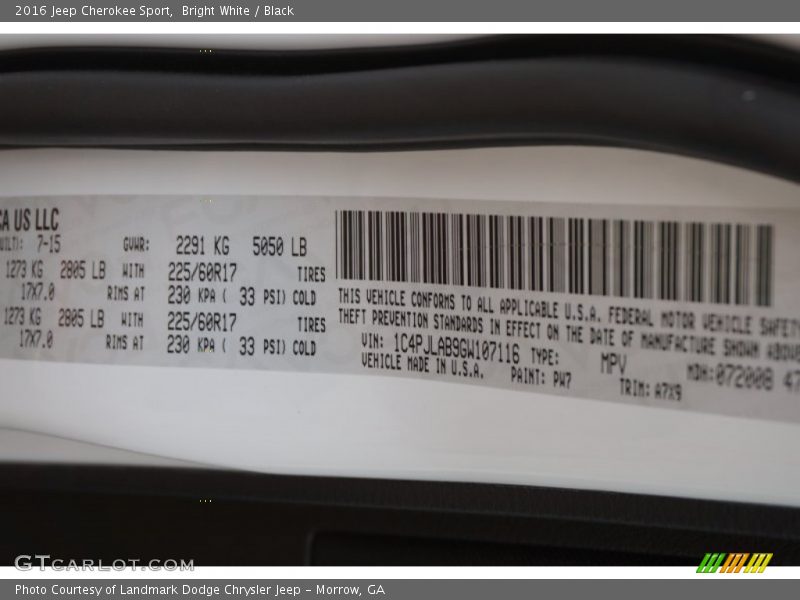 2016 Jeep Cherokee Sport,  Bright White / Black
CA US LLC
7-15 GVWR: 2291 KG 5050 LB
1273 KG 2805 LB WITH 225/60R17 TIRES
17X7.0 RIMS AT 230 KPA ( 33 PSI) COLD
1273 KG 2805 LB WITH 225/60R17 TIRES
17X7.0 RIMS AT 230 KPA ( 33 PSI) COLD
THIS VEHICLE CONFORMS TO ALL APPLICABLE U.S.A. FEDERAL MOTOR VEHICLE SAFETY
THEFT PREVENTION STANDARDS IN EFFECT ON THE DATE OF MANUFACTURE SHOWN ABOVE
VIN: 1C4PJLAB9GW107116 TYPE: MPV MDH:072008 47
VEHICLE MADE IN U.S.A. PAINT: PW7 TRIM: A7X9
GTCARLOT.COM
Photo Courtesy of Landmark Dodge Chrysler Jeep – Morrow, GA